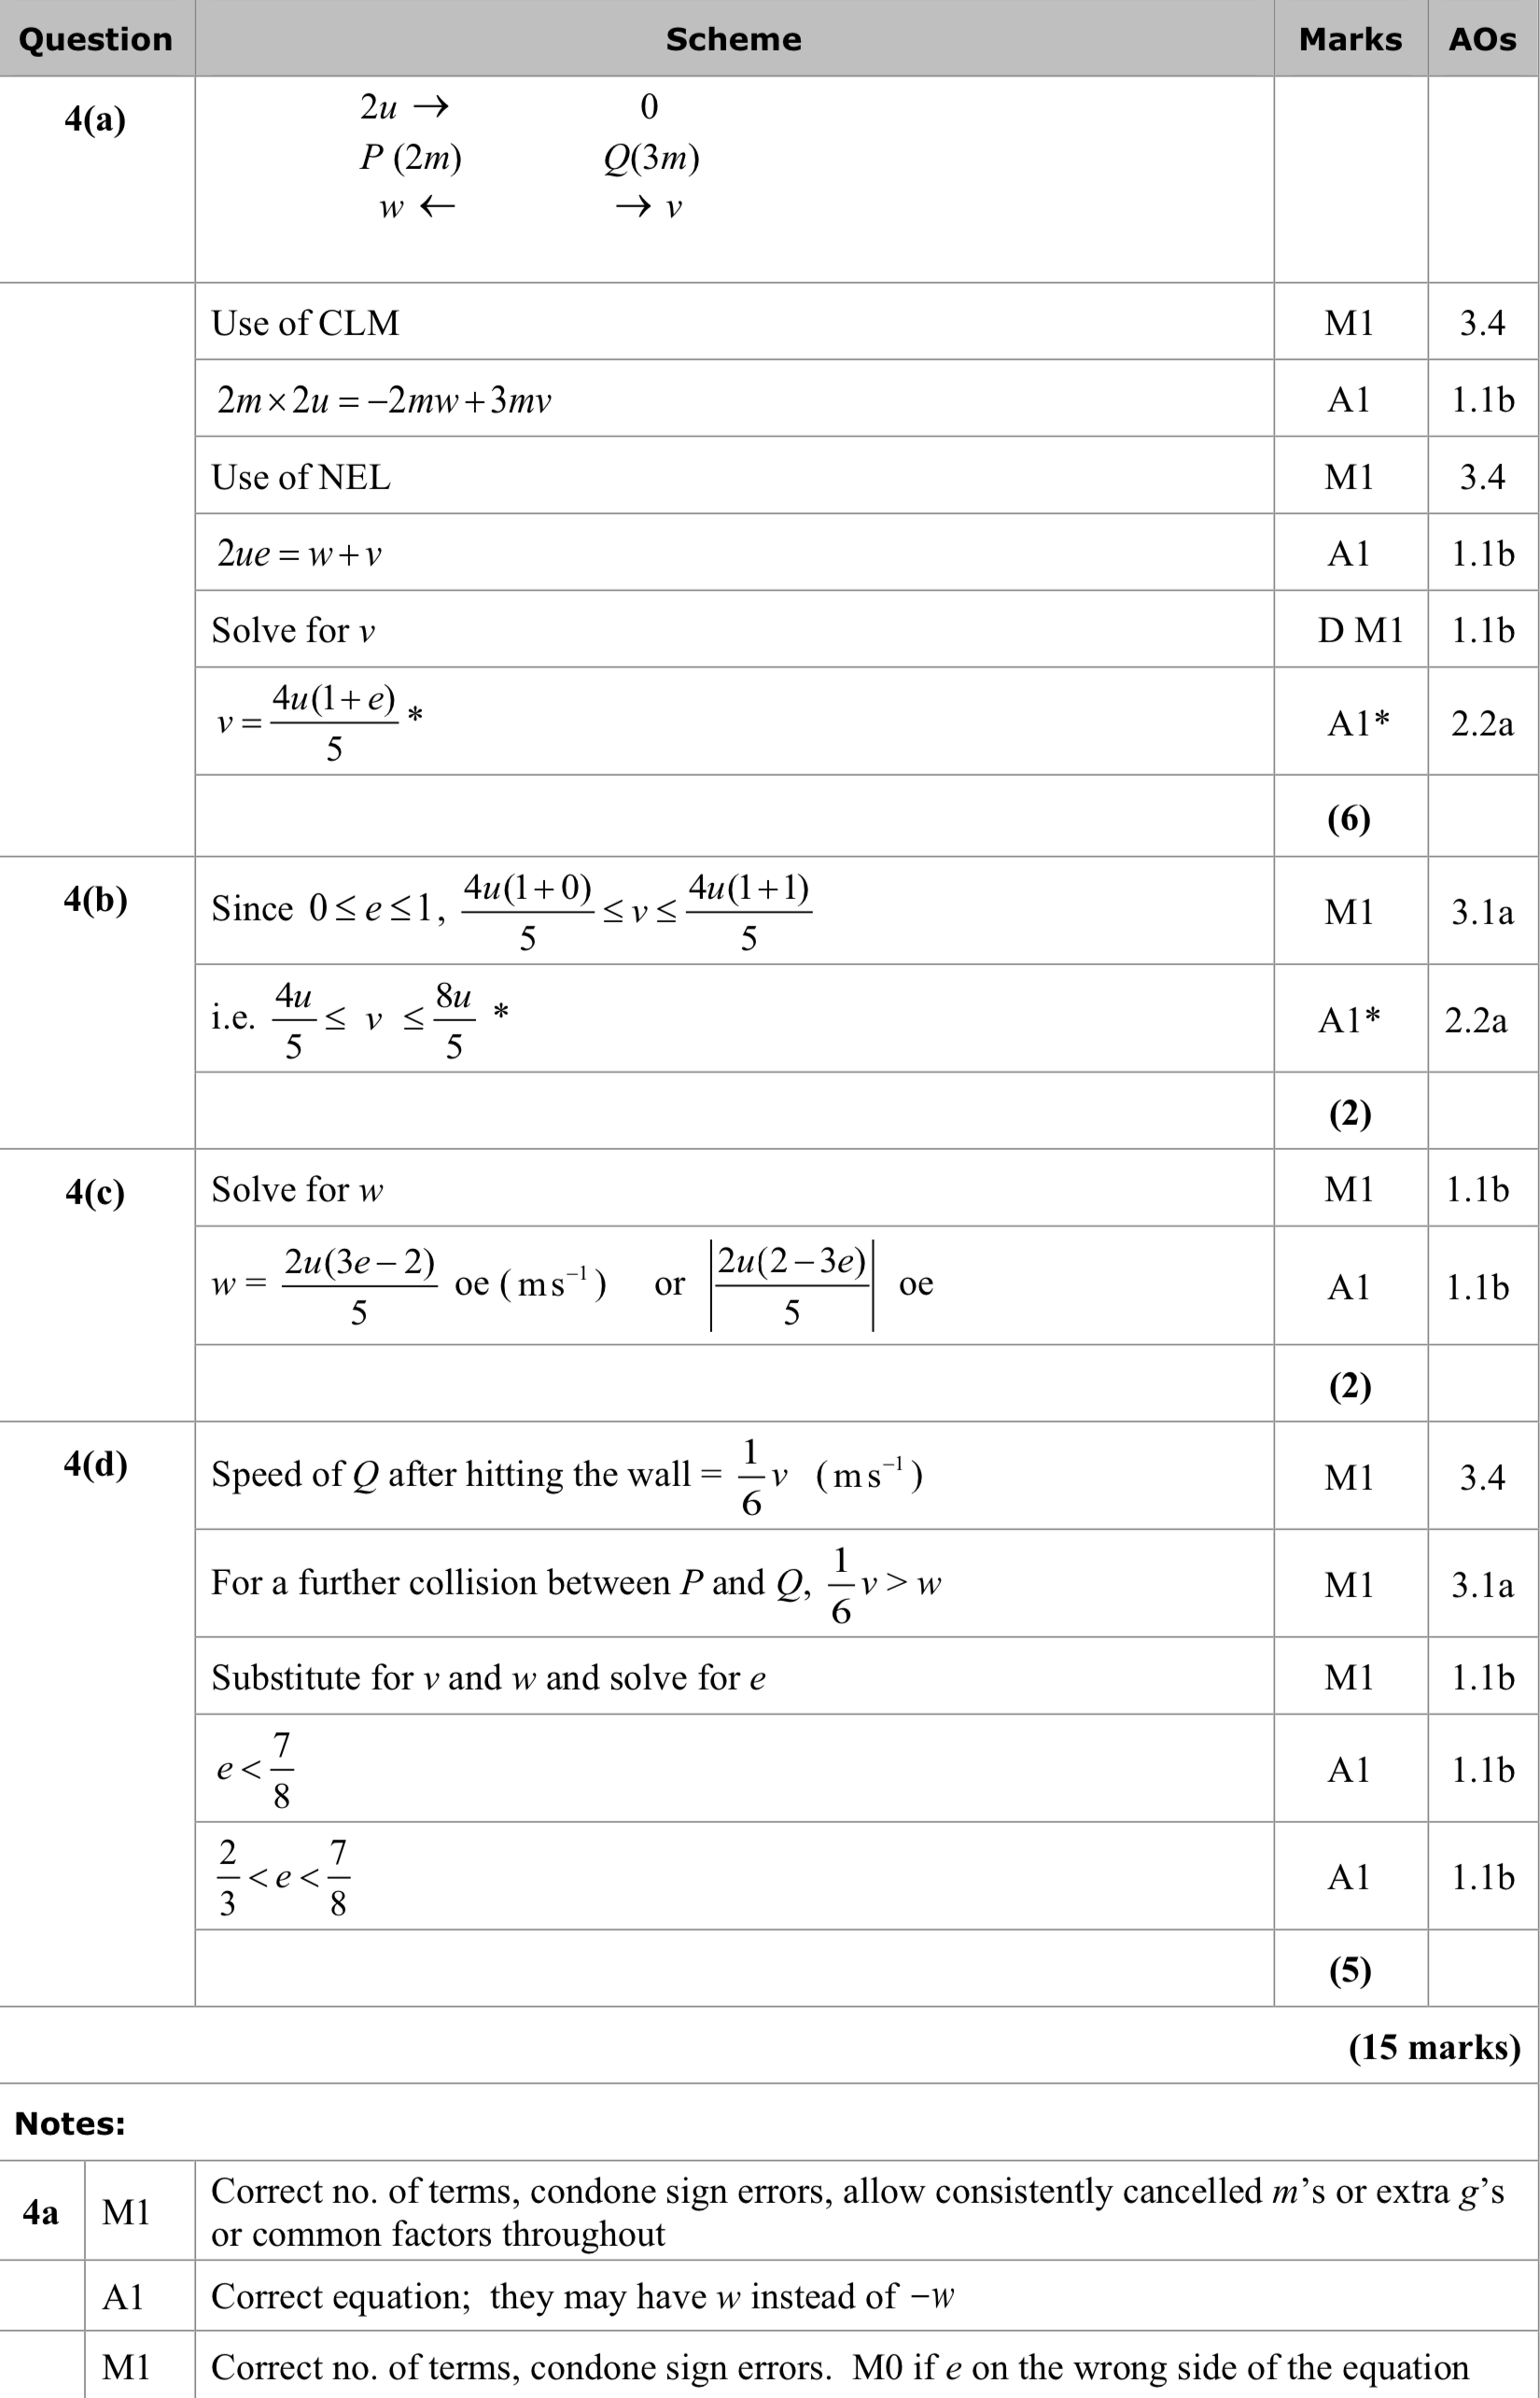 Question Scheme Marks AOs
4(a) 2u → 0
P (2m) Q(3m)
w ← → v
Use of CLM M1 3.4
2m × 2u = −2mw + 3mv A1 1.1b
Use of NEL M1 3.4
2ue = w + v A1 1.1b
Solve for v D M1 1.1b
v = 4u(1+e)/5 * A1* 2.2a
(6)
4(b) Since 0 ≤ e ≤ 1, 4u(1+0)/5 ≤ v ≤ 4u(1+1)/5 M1 3.1a
i.e. 4u/5 ≤ v ≤ 8u/5 * A1* 2.2a
(2)
4(c) Solve for w M1 1.1b
w = 2u(3e−2)/5 oe (m s⁻¹) or |2u(2−3e)/5| oe A1 1.1b
(2)
4(d) Speed of Q after hitting the wall = 1/6 v (m s⁻¹) M1 3.4
For a further collision between P and Q, 1/6 v > w M1 3.1a
Substitute for v and w and solve for e M1 1.1b
e < 7/8 A1 1.1b
2/3 < e < 7/8 A1 1.1b
(5)
(15 marks)
Notes:
4a M1 Correct no. of terms, condone sign errors, allow consistently cancelled m’s or extra g’s
or common factors throughout
A1 Correct equation; they may have w instead of −w
M1 Correct no. of terms, condone sign errors. M0 if e on the wrong side of the equation